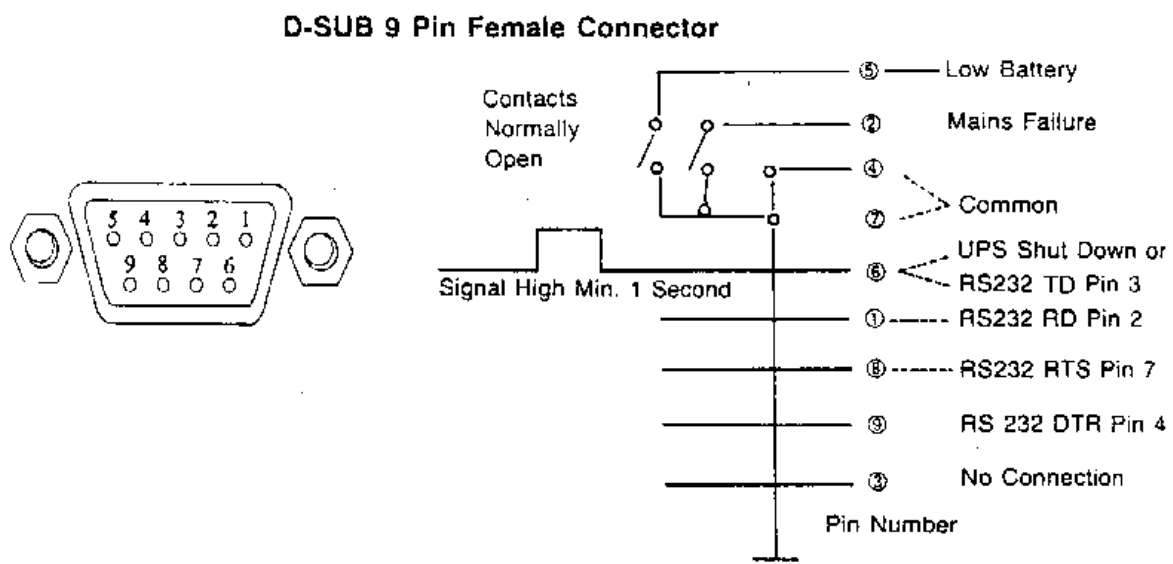 D-SUB 9 Pin Female Connector
5 4 3 2 1
9 8 7 6
Contacts
Normally
Open
⑤ Low Battery
② Mains Failure
④
⑦
Common
Signal High Min. 1 Second
⑥
UPS Shut Down or
RS232 TD Pin 3
① RS232 RD Pin 2
⑧ RS232 RTS Pin 7
⑨ RS 232 DTR Pin 4
③ No Connection
Pin Number